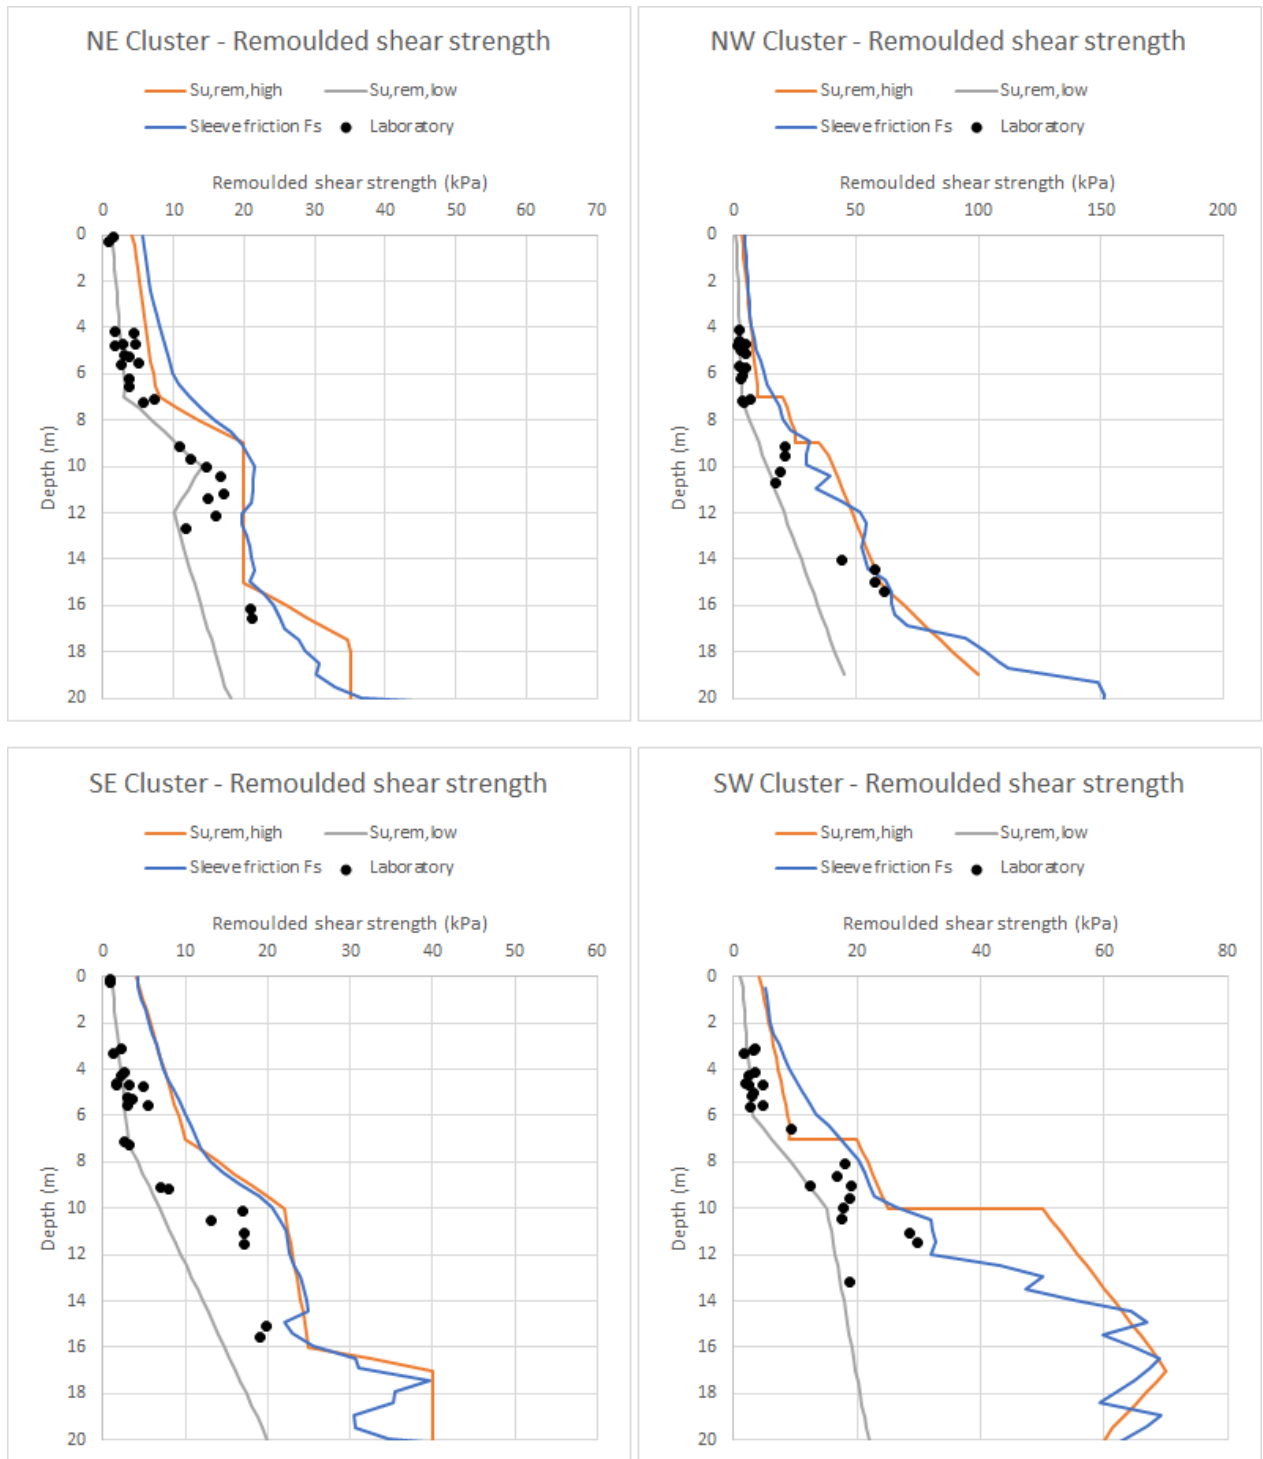 NE Cluster - Remoulded shear strength
Su,rem,high Su,rem,low
Sleeve friction Fs Laboratory
Remoulded shear strength (kPa)
0 10 20 30 40 50 60 70
0
2
4
6
8
10
12
14
16
18
20
Depth (m)
NW Cluster - Remoulded shear strength
Su,rem,high Su,rem,low
Sleeve friction Fs Laboratory
Remoulded shear strength (kPa)
0 50 100 150 200
0
2
4
6
8
10
12
14
16
18
20
Depth (m)
SE Cluster - Remoulded shear strength
Su,rem,high Su,rem,low
Sleeve friction Fs Laboratory
Remoulded shear strength (kPa)
0 10 20 30 40 50 60
0
2
4
6
8
10
12
14
16
18
20
Depth (m)
SW Cluster - Remoulded shear strength
Su,rem,high Su,rem,low
Sleeve friction Fs Laboratory
Remoulded shear strength (kPa)
0 20 40 60 80
0
2
4
6
8
10
12
14
16
18
20
Depth (m)